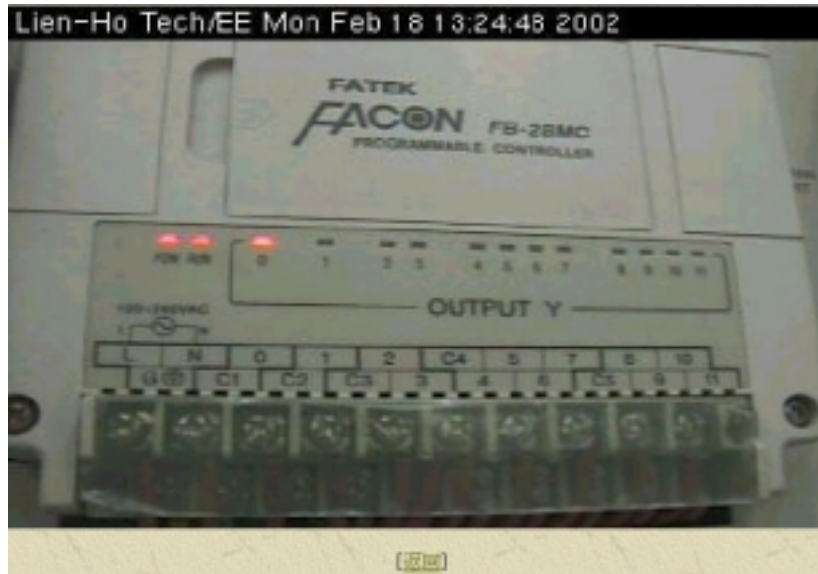 Lien-Ho Tech/EE Mon Feb 18 13:24:48 2002
FATEK
FACON FB-28MC
PROGRAMMABLE CONTROLLER
POW RUN 0 1 2 3 4 5 6 7 8 9 10 11
OUTPUT Y
100~240VAC
L N
L N 0 1 2 C4 5 7 8 10
G C1 C2 C3 3 4 6 C5 9 11
[返回]